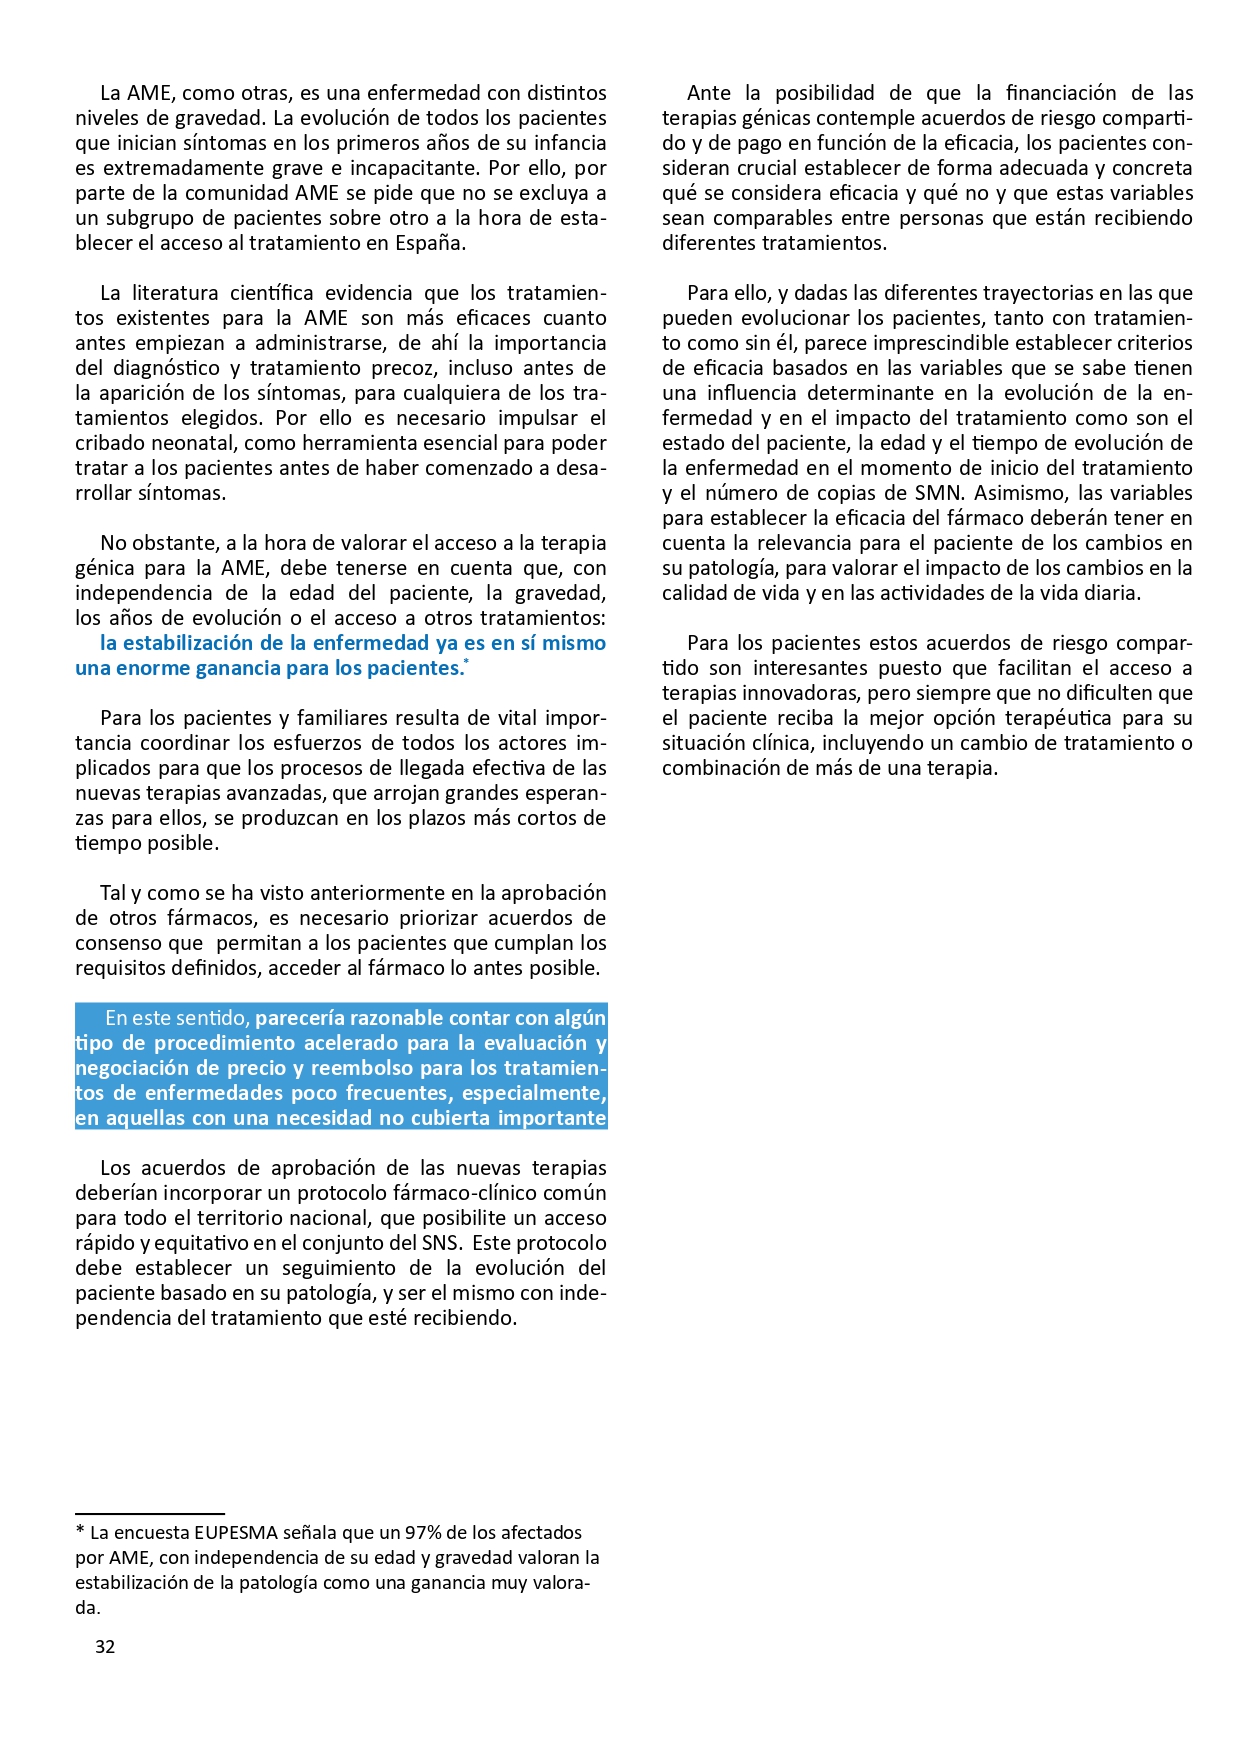 La AME, como otras, es una enfermedad con distintos
niveles de gravedad. La evolución de todos los pacientes
que inician síntomas en los primeros años de su infancia
es extremadamente grave e incapacitante. Por ello, por
parte de la comunidad AME se pide que no se excluya a
un subgrupo de pacientes sobre otro a la hora de esta-
blecer el acceso al tratamiento en España.
La literatura científica evidencia que los tratamien-
tos existentes para la AME son más eficaces cuanto
antes empiezan a administrarse, de ahí la importancia
del diagnóstico y tratamiento precoz, incluso antes de
la aparición de los síntomas, para cualquiera de los tra-
tamientos elegidos. Por ello es necesario impulsar el
cribado neonatal, como herramienta esencial para poder
tratar a los pacientes antes de haber comenzado a desa-
rrollar síntomas.
No obstante, a la hora de valorar el acceso a la terapia
génica para la AME, debe tenerse en cuenta que, con
independencia de la edad del paciente, la gravedad,
los años de evolución o el acceso a otros tratamientos:
la estabilización de la enfermedad ya es en sí mismo
una enorme ganancia para los pacientes.*
Para los pacientes y familiares resulta de vital impor-
tancia coordinar los esfuerzos de todos los actores im-
plicados para que los procesos de llegada efectiva de las
nuevas terapias avanzadas, que arrojan grandes esperan-
zas para ellos, se produzcan en los plazos más cortos de
tiempo posible.
Tal y como se ha visto anteriormente en la aprobación
de otros fármacos, es necesario priorizar acuerdos de
consenso que permitan a los pacientes que cumplan los
requisitos definidos, acceder al fármaco lo antes posible.
En este sentido, parecería razonable contar con algún
tipo de procedimiento acelerado para la evaluación y
negociación de precio y reembolso para los tratamien-
tos de enfermedades poco frecuentes, especialmente,
en aquellas con una necesidad no cubierta importante
Los acuerdos de aprobación de las nuevas terapias
deberían incorporar un protocolo fármaco-clínico común
para todo el territorio nacional, que posibilite un acceso
rápido y equitativo en el conjunto del SNS. Este protocolo
debe establecer un seguimiento de la evolución del
paciente basado en su patología, y ser el mismo con inde-
pendencia del tratamiento que esté recibiendo.
* La encuesta EUPESMA señala que un 97% de los afectados
por AME, con independencia de su edad y gravedad valoran la
estabilización de la patología como una ganancia muy valora-
da.
32
Ante la posibilidad de que la financiación de las
terapias génicas contemple acuerdos de riesgo comparti-
do y de pago en función de la eficacia, los pacientes con-
sideran crucial establecer de forma adecuada y concreta
qué se considera eficacia y qué no y que estas variables
sean comparables entre personas que están recibiendo
diferentes tratamientos.
Para ello, y dadas las diferentes trayectorias en las que
pueden evolucionar los pacientes, tanto con tratamien-
to como sin él, parece imprescindible establecer criterios
de eficacia basados en las variables que se sabe tienen
una influencia determinante en la evolución de la en-
fermedad y en el impacto del tratamiento como son el
estado del paciente, la edad y el tiempo de evolución de
la enfermedad en el momento de inicio del tratamiento
y el número de copias de SMN. Asimismo, las variables
para establecer la eficacia del fármaco deberán tener en
cuenta la relevancia para el paciente de los cambios en
su patología, para valorar el impacto de los cambios en la
calidad de vida y en las actividades de la vida diaria.
Para los pacientes estos acuerdos de riesgo compar-
tido son interesantes puesto que facilitan el acceso a
terapias innovadoras, pero siempre que no dificulten que
el paciente reciba la mejor opción terapéutica para su
situación clínica, incluyendo un cambio de tratamiento o
combinación de más de una terapia.